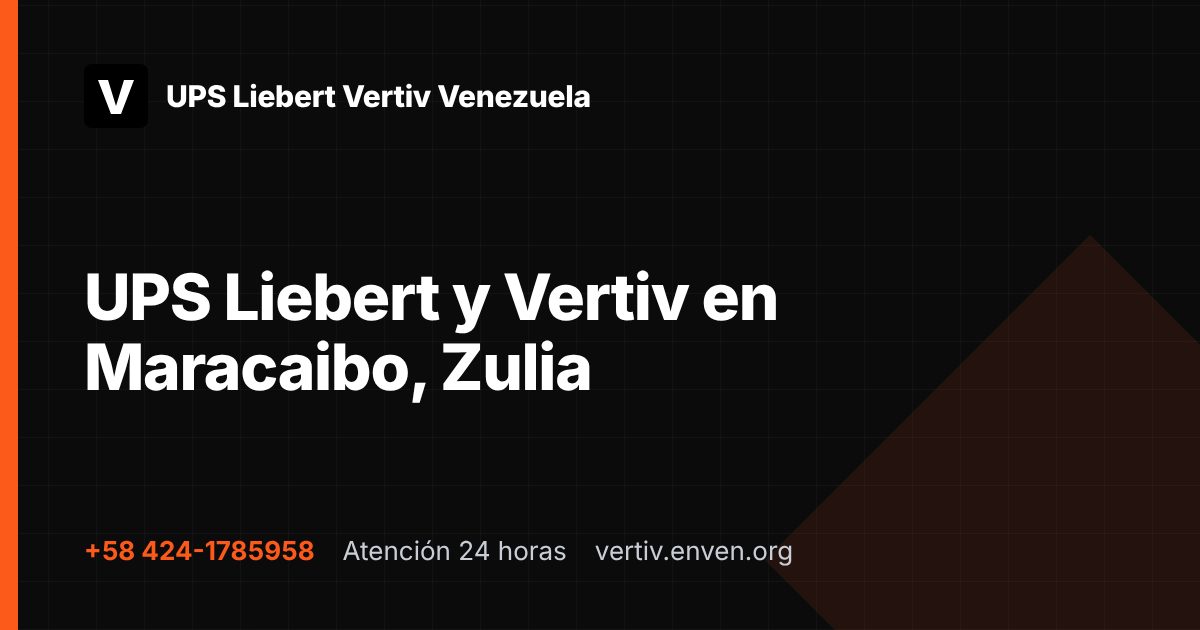 V
UPS Liebert Vertiv Venezuela
UPS Liebert y Vertiv en
Maracaibo, Zulia
+58 424-1785958 Atención 24 horas vertiv.enven.org